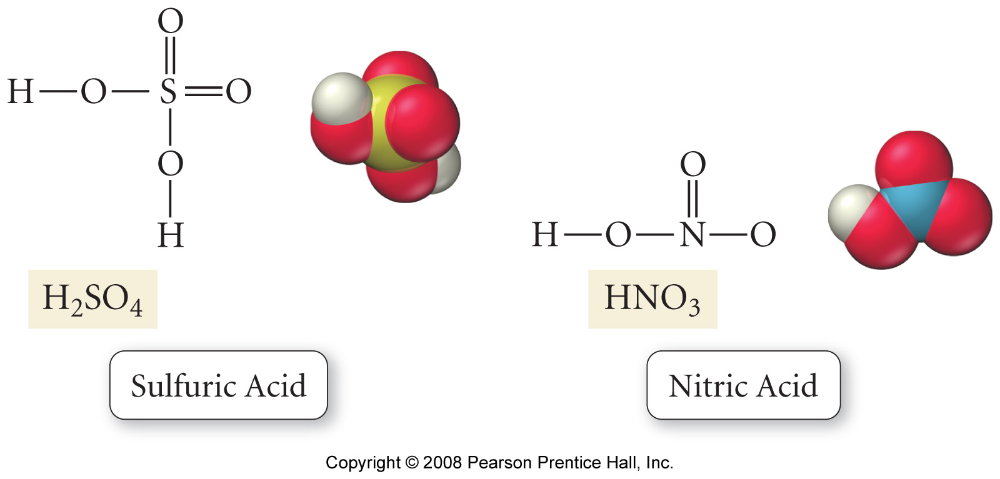 O
H—O—S=O
O
H
H₂SO₄
Sulfuric Acid
O
H—O—N—O
HNO₃
Nitric Acid
Copyright © 2008 Pearson Prentice Hall, Inc.